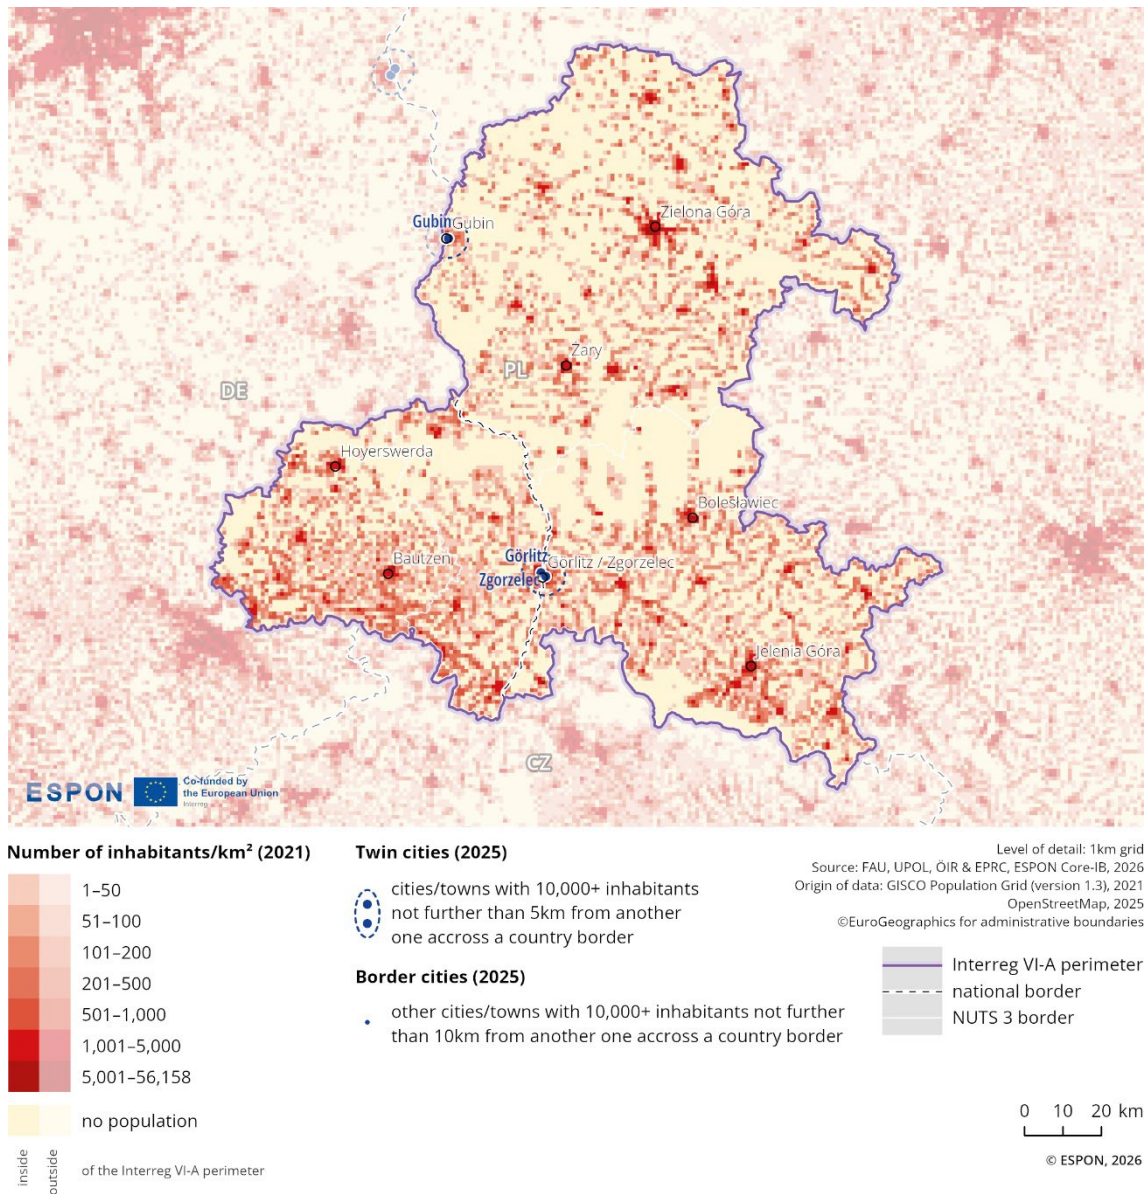 Gubin Gubin
Zielona Góra
Żary
PL
DE
Hoyerswerda
Bolesławiec
Bautzen
Görlitz
Görlitz / Zgorzelec
Zgorzelec
Jelenia Góra
CZ
ESPON
Co-funded by
the European Union
Interreg
Number of inhabitants/km² (2021)
1–50
51–100
101–200
201–500
501–1,000
1,001–5,000
5,001–56,158
no population
inside
outside
of the Interreg VI-A perimeter
Twin cities (2025)
cities/towns with 10,000+ inhabitants
not further than 5km from another
one accross a country border
Border cities (2025)
other cities/towns with 10,000+ inhabitants not further
than 10km from another one accross a country border
Level of detail: 1km grid
Source: FAU, UPOL, ÖIR & EPRC, ESPON Core-IB, 2026
Origin of data: GISCO Population Grid (version 1.3), 2021
OpenStreetMap, 2025
©EuroGeographics for administrative boundaries
Interreg VI-A perimeter
national border
NUTS 3 border
0 10 20 km
© ESPON, 2026